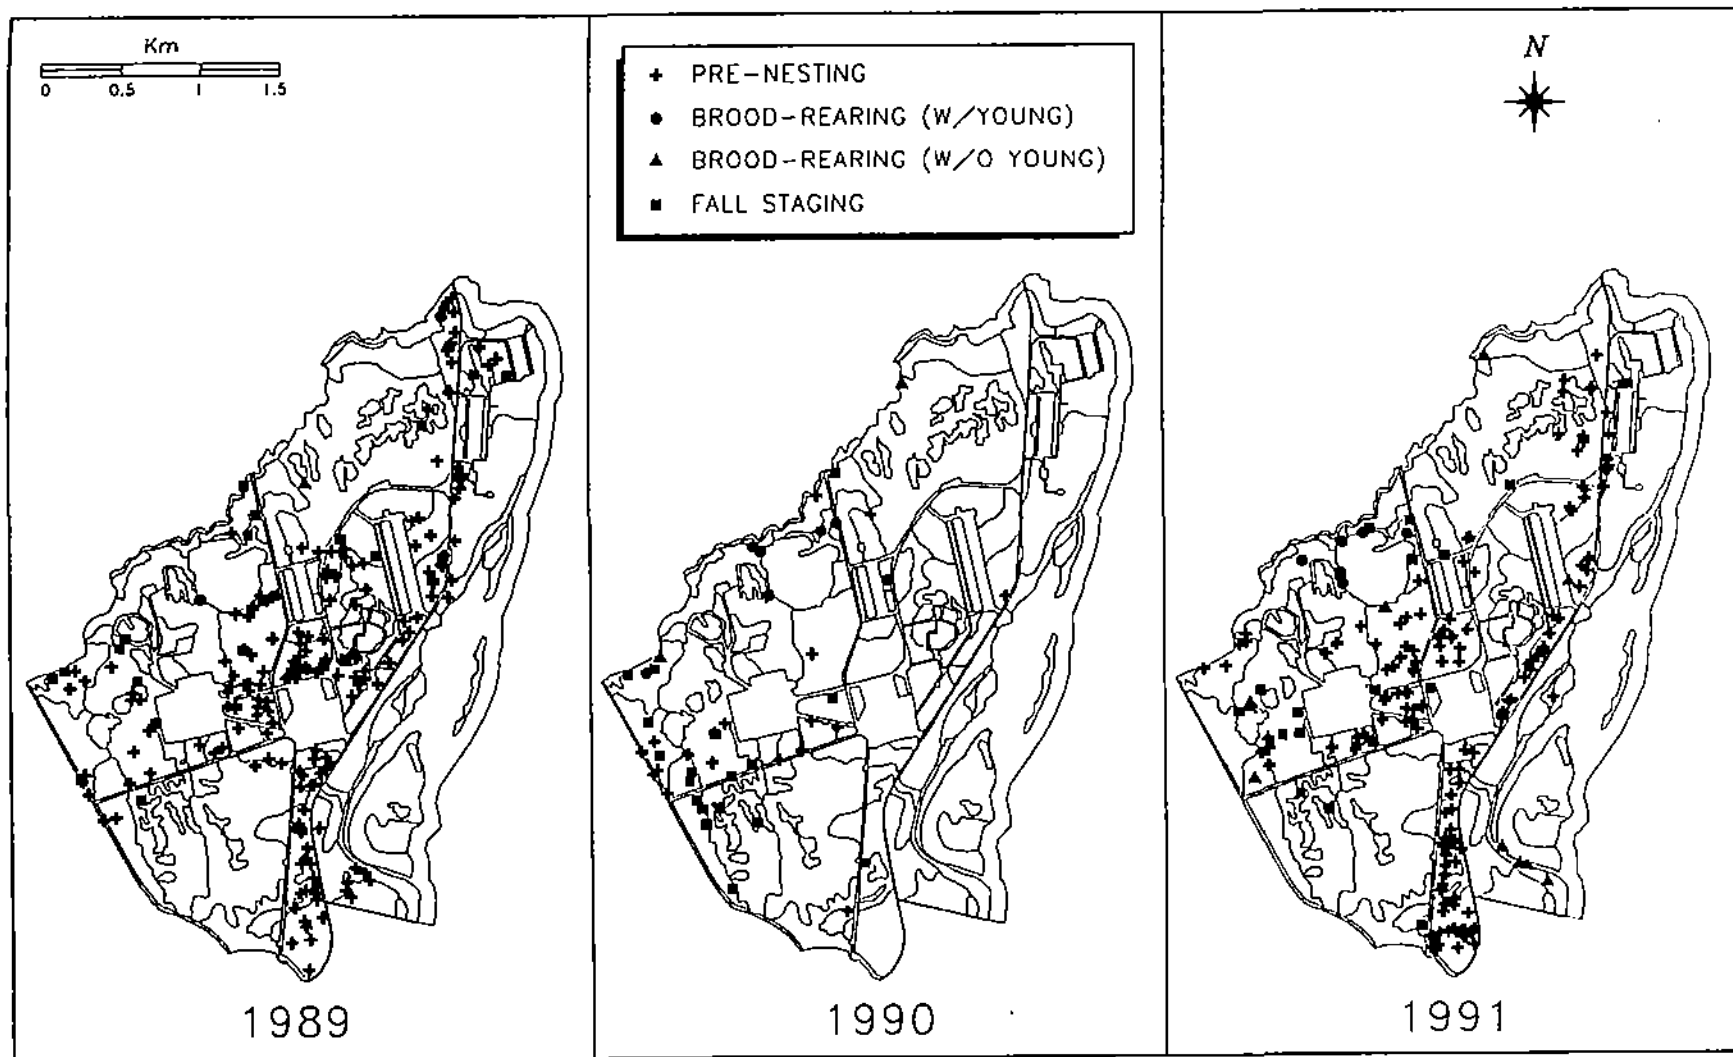 Km
0 0.5 1 1.5
PRE-NESTING
BROOD-REARING (W/YOUNG)
BROOD-REARING (W/O YOUNG)
FALL STAGING
N
1989
1990
1991